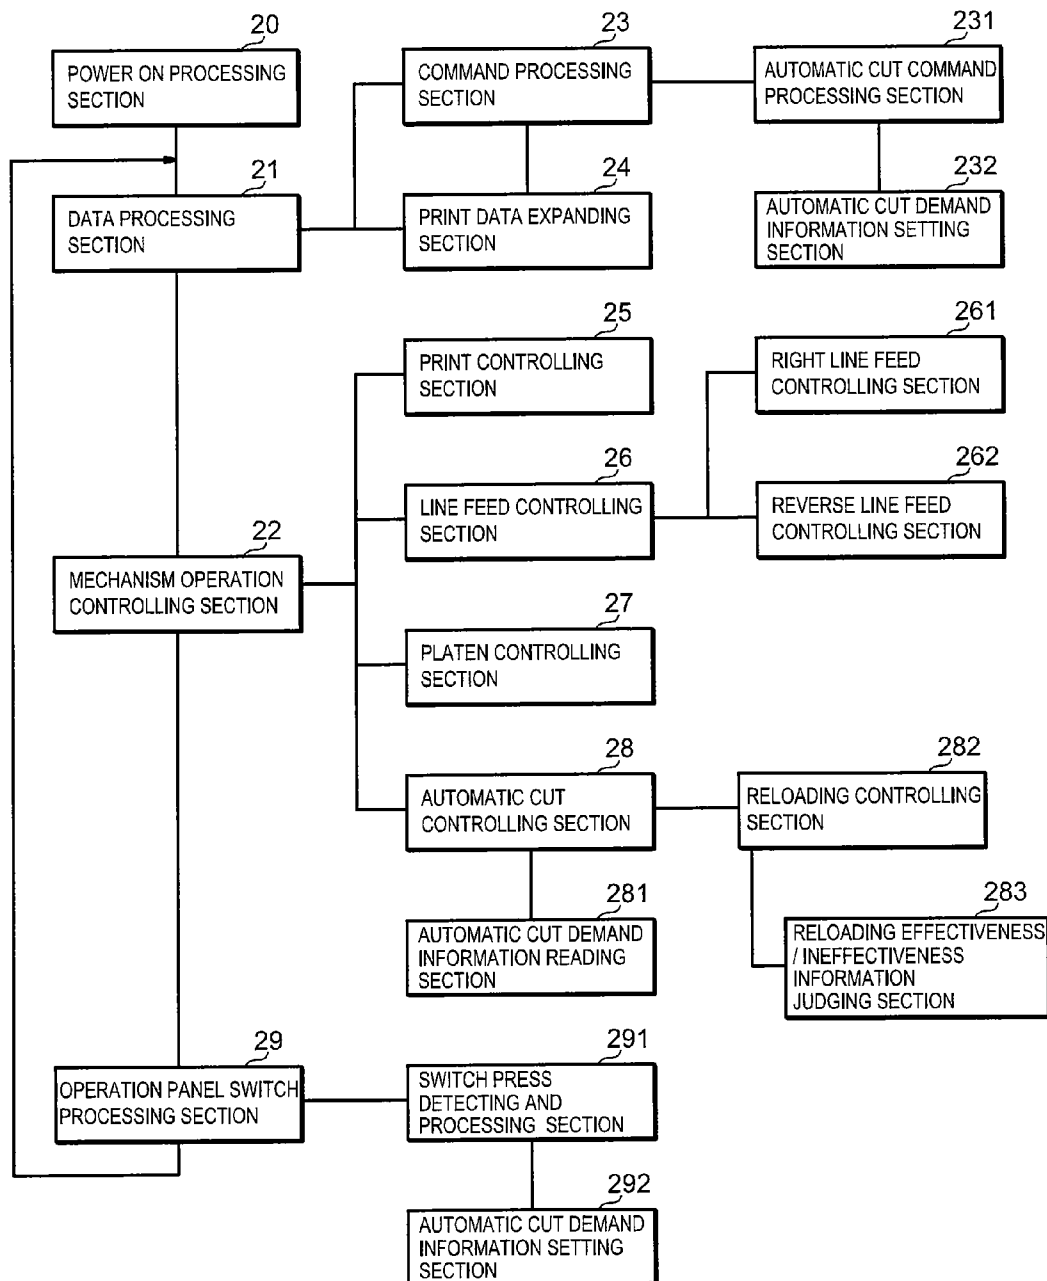 20
POWER ON PROCESSING
SECTION
23
COMMAND PROCESSING
SECTION
231
AUTOMATIC CUT COMMAND
PROCESSING SECTION
21
DATA PROCESSING
SECTION
24
PRINT DATA EXPANDING
SECTION
232
AUTOMATIC CUT DEMAND
INFORMATION SETTING
SECTION
25
PRINT CONTROLLING
SECTION
261
RIGHT LINE FEED
CONTROLLING SECTION
26
LINE FEED CONTROLLING
SECTION
262
REVERSE LINE FEED
CONTROLLING SECTION
22
MECHANISM OPERATION
CONTROLLING SECTION
27
PLATEN CONTROLLING
SECTION
28
AUTOMATIC CUT
CONTROLLING SECTION
282
RELOADING CONTROLLING
SECTION
281
AUTOMATIC CUT DEMAND
INFORMATION READING
SECTION
283
RELOADING EFFECTIVENESS
/ INEFFECTIVENESS
INFORMATION
JUDGING SECTION
29
OPERATION PANEL SWITCH
PROCESSING SECTION
291
SWITCH PRESS
DETECTING AND
PROCESSING SECTION
292
AUTOMATIC CUT DEMAND
INFORMATION SETTING
SECTION